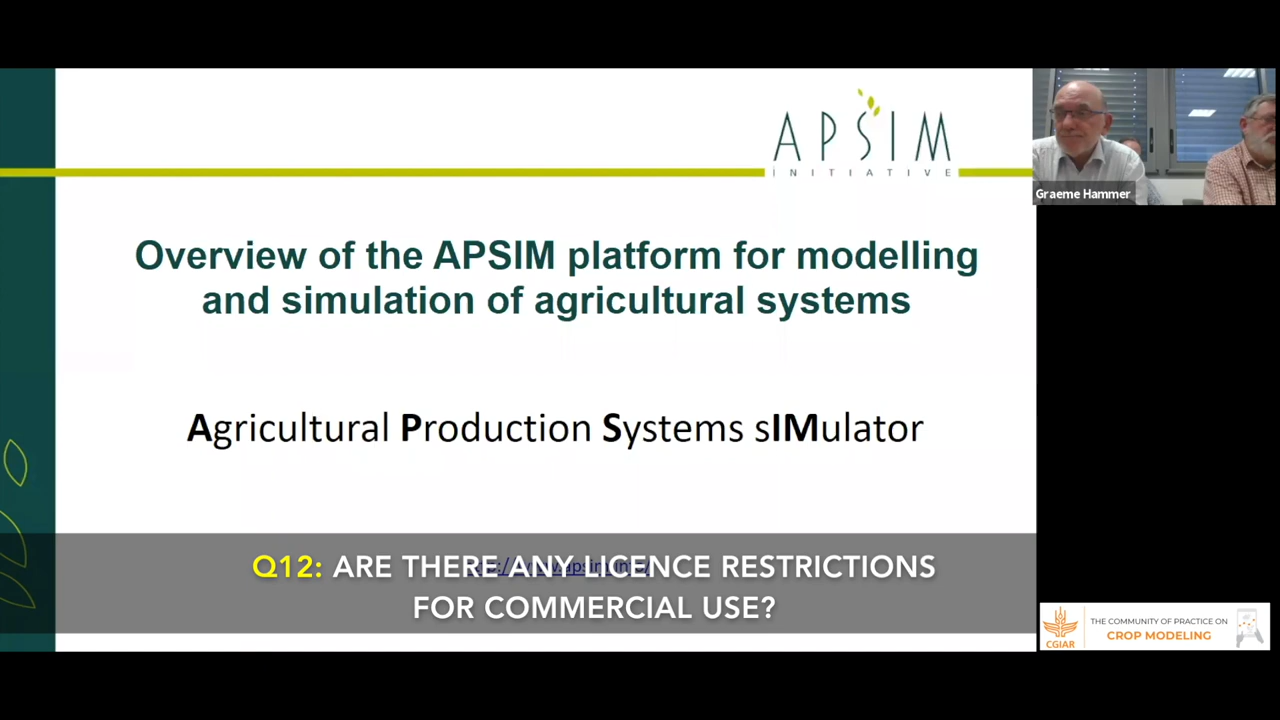 APSIM
INITIATIVE
Graeme Hammer
Overview of the APSIM platform for modelling
and simulation of agricultural systems
Agricultural Production Systems sIMulator
Q12: ARE THERE ANY LICENCE RESTRICTIONS
FOR COMMERCIAL USE?
CGIAR
THE COMMUNITY OF PRACTICE ON
CROP MODELING